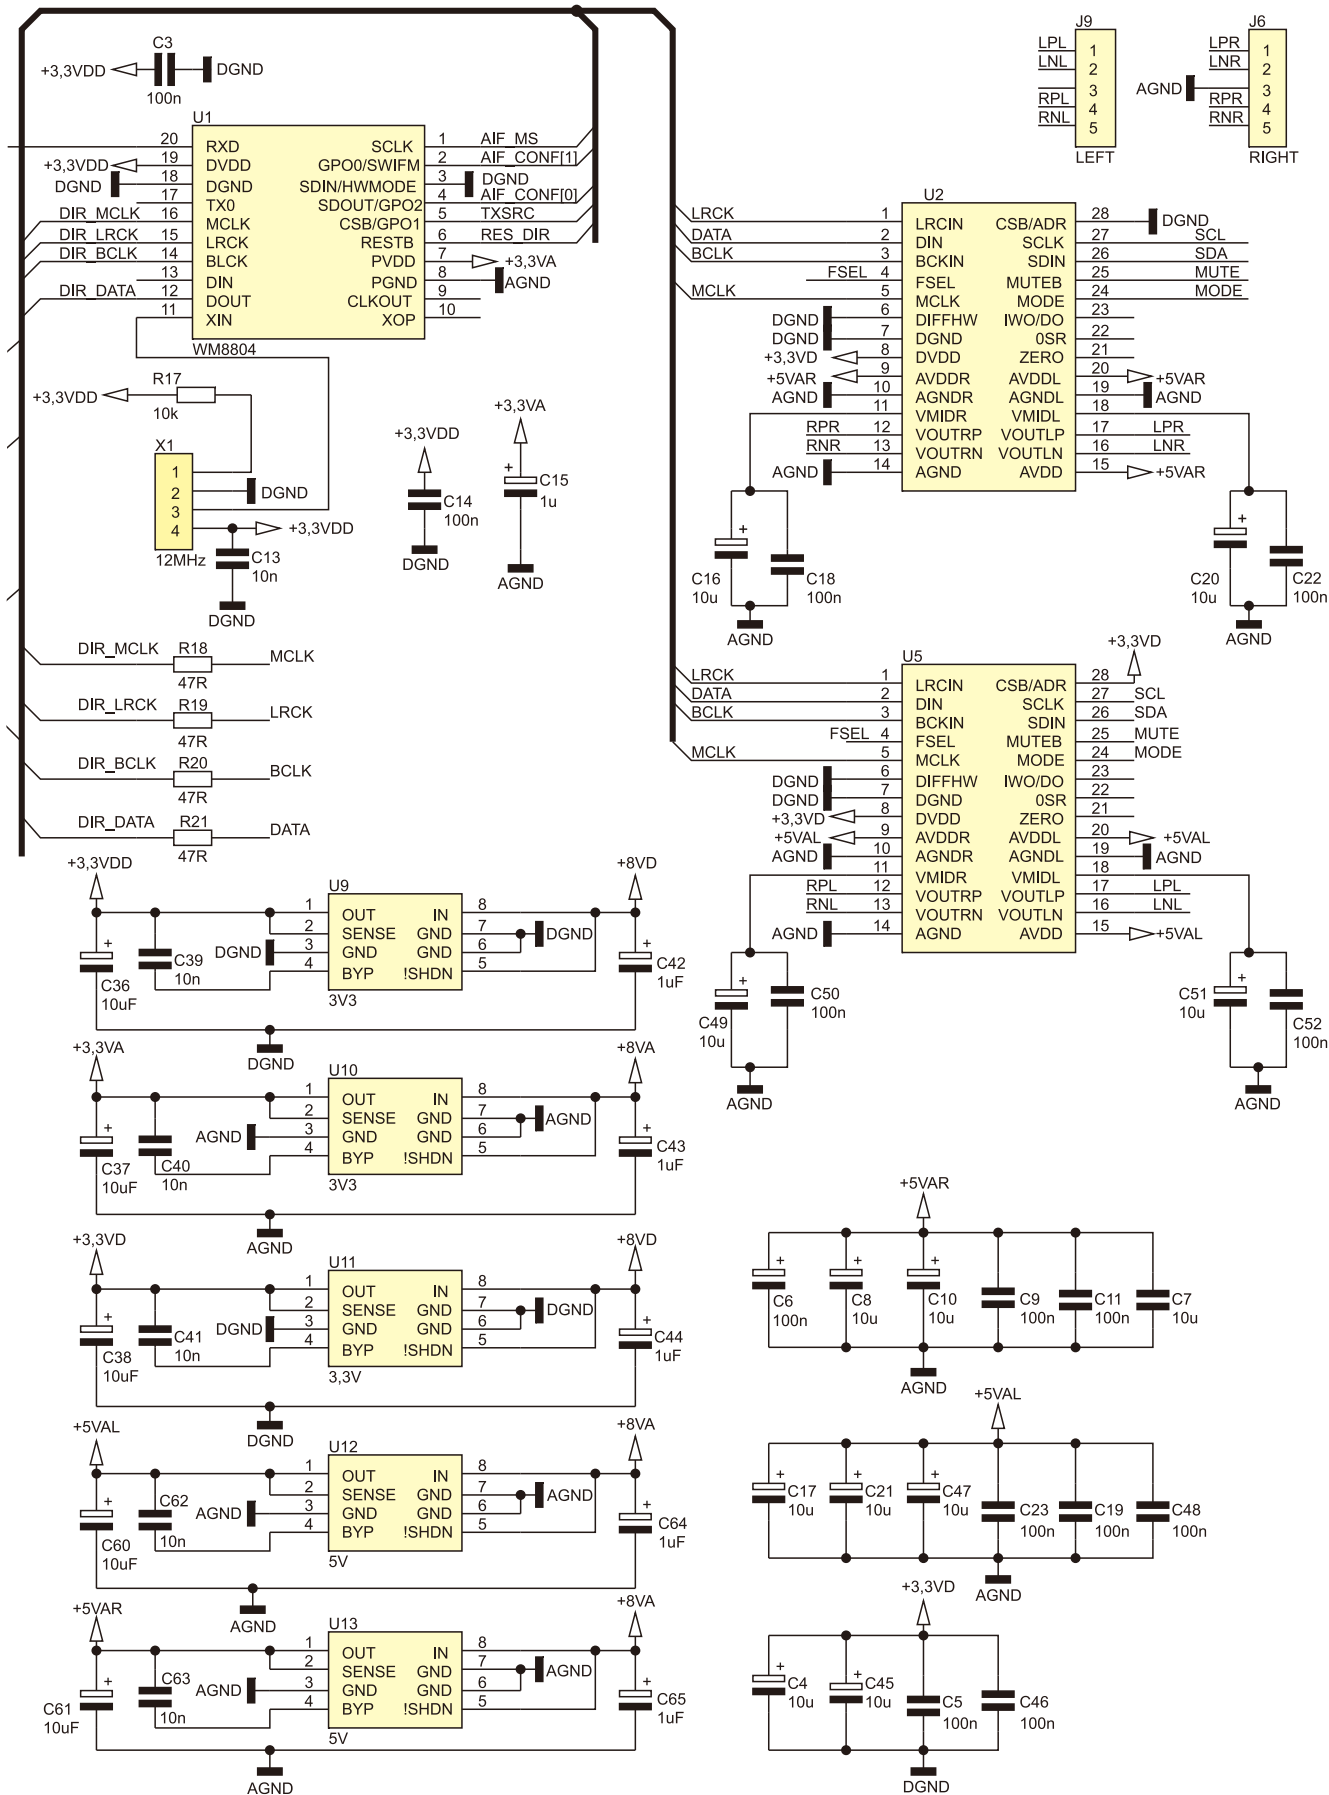 C3
+3,3VDD
DGND
100n
U1
20 RXD SCLK 1 AIF_MS
+3,3VDD 19 DVDD GPO0/SWIFM 2 AIF_CONF[1]
DGND 18 DGND SDIN/HWMODE 3 DGND
17 TX0 SDOUT/GPO2 4 AIF_CONF[0]
DIR_MCLK 16 MCLK CSB/GPO1 5 TXSRC
DIR_LRCK 15 LRCK RESTB 6 RES_DIR
DIR_BCLK 14 BLCK PVDD 7 +3,3VA
13 DIN PGND 8 AGND
DIR_DATA 12 DOUT CLKOUT 9
11 XIN XOP 10
WM8804
J9
LPL 1
LNL 2
3
RPL 4
RNL 5
LEFT
J6
LPR 1
LNR 2
AGND 3
RPR 4
RNR 5
RIGHT
U2
LRCK 1 LRCIN CSB/ADR 28 DGND
DATA 2 DIN SCLK 27 SCL
BCLK 3 BCKIN SDIN 26 SDA
FSEL 4 FSEL MUTEB 25 MUTE
MCLK 5 MCLK MODE 24 MODE
DGND 6 DIFFHW IWO/DO 23
DGND 7 DGND 0SR 22
+3,3VD 8 DVDD ZERO 21
+5VAR 9 AVDDR AVDDL 20 +5VAR
AGND 10 AGNDR AGNDL 19 AGND
11 VMIDR VMIDL 18
RPR 12 VOUTRP VOUTLP 17 LPR
RNR 13 VOUTRN VOUTLN 16 LNR
AGND 14 AGND AVDD 15 +5VAR
+ C16 10u
C18 100n
AGND
+ C20 10u
C22 100n
AGND
R17
+3,3VDD
10k
X1
1
2 DGND
3
4 +3,3VDD
12MHz
C13
10n
DGND
+3,3VDD
C14
100n
DGND
+3,3VA
+ C15
1u
AGND
DIR_MCLK R18 MCLK
47R
DIR_LRCK R19 LRCK
47R
DIR_BCLK R20 BCLK
47R
DIR_DATA R21 DATA
47R
U5
+3,3VD
LRCK 1 LRCIN CSB/ADR 28
DATA 2 DIN SCLK 27 SCL
BCLK 3 BCKIN SDIN 26 SDA
FSEL 4 FSEL MUTEB 25 MUTE
MCLK 5 MCLK MODE 24 MODE
DGND 6 DIFFHW IWO/DO 23
DGND 7 DGND 0SR 22
+3,3VD 8 DVDD ZERO 21
+5VAL 9 AVDDR AVDDL 20 +5VAL
AGND 10 AGNDR AGNDL 19 AGND
11 VMIDR VMIDL 18
RPL 12 VOUTRP VOUTLP 17 LPL
RNL 13 VOUTRN VOUTLN 16 LNL
AGND 14 AGND AVDD 15 +5VAL
+ C49 10u
C50 100n
AGND
+ C51 10u
C52 100n
AGND
+3,3VDD U9 +8VD
1 OUT IN 8
2 SENSE GND 7 DGND
DGND 3 GND GND 6
4 BYP !SHDN 5
3V3
+ C36 10uF
C39 10n
+ C42 1uF
DGND
+3,3VA U10 +8VA
1 OUT IN 8
2 SENSE GND 7 AGND
AGND 3 GND GND 6
4 BYP !SHDN 5
3V3
+ C37 10uF
C40 10n
+ C43 1uF
AGND
+3,3VD U11 +8VD
1 OUT IN 8
2 SENSE GND 7 DGND
DGND 3 GND GND 6
4 BYP !SHDN 5
3,3V
+ C38 10uF
C41 10n
+ C44 1uF
DGND
+5VAL U12 +8VA
1 OUT IN 8
2 SENSE GND 7 AGND
AGND 3 GND GND 6
4 BYP !SHDN 5
5V
+ C60 10uF
C62 10n
+ C64 1uF
AGND
+5VAR U13 +8VA
1 OUT IN 8
2 SENSE GND 7 AGND
AGND 3 GND GND 6
4 BYP !SHDN 5
5V
+ C61 10uF
C63 10n
+ C65 1uF
AGND
+5VAR
+ + +
C6 C8 C10 C9 C11 C7
100n 10u 10u 100n 100n 10u
AGND
+5VAL
+ + +
C17 C21 C47 C23 C19 C48
10u 10u 10u 100n 100n 100n
AGND
+3,3VD
+ +
C4 C45 C5 C46
10u 10u 100n 100n
DGND